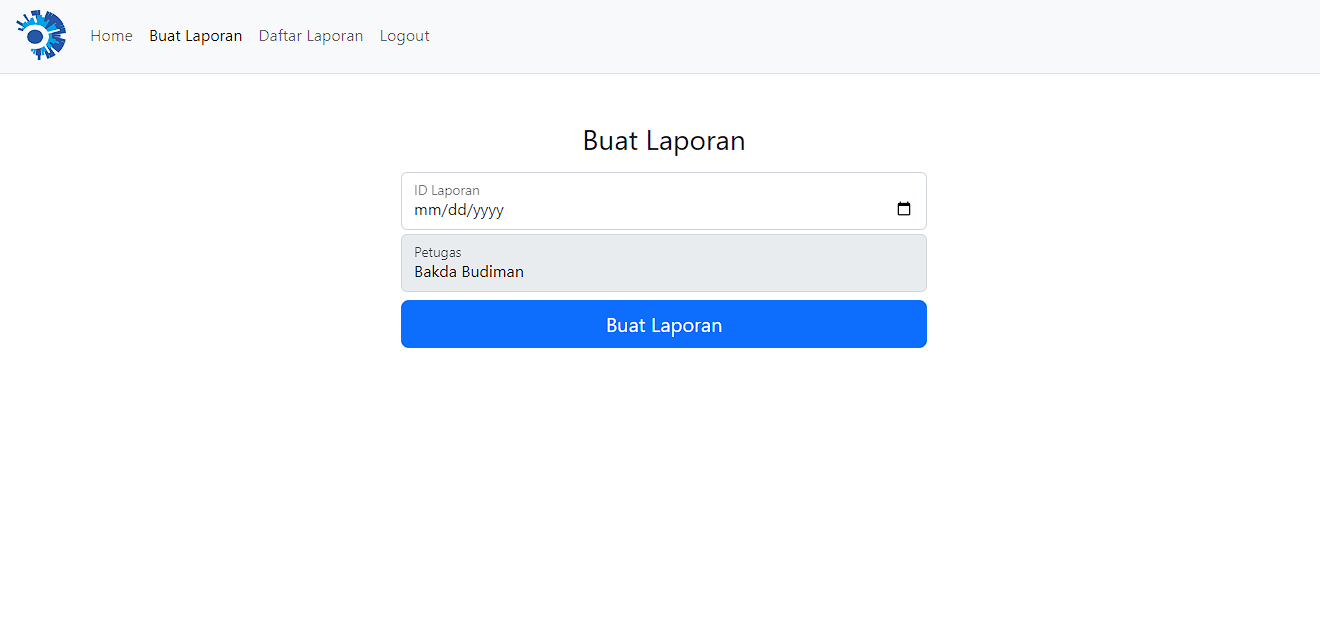 Home Buat Laporan Daftar Laporan Logout
Buat Laporan
ID Laporan
mm/dd/yyyy
Petugas
Bakda Budiman
Buat Laporan